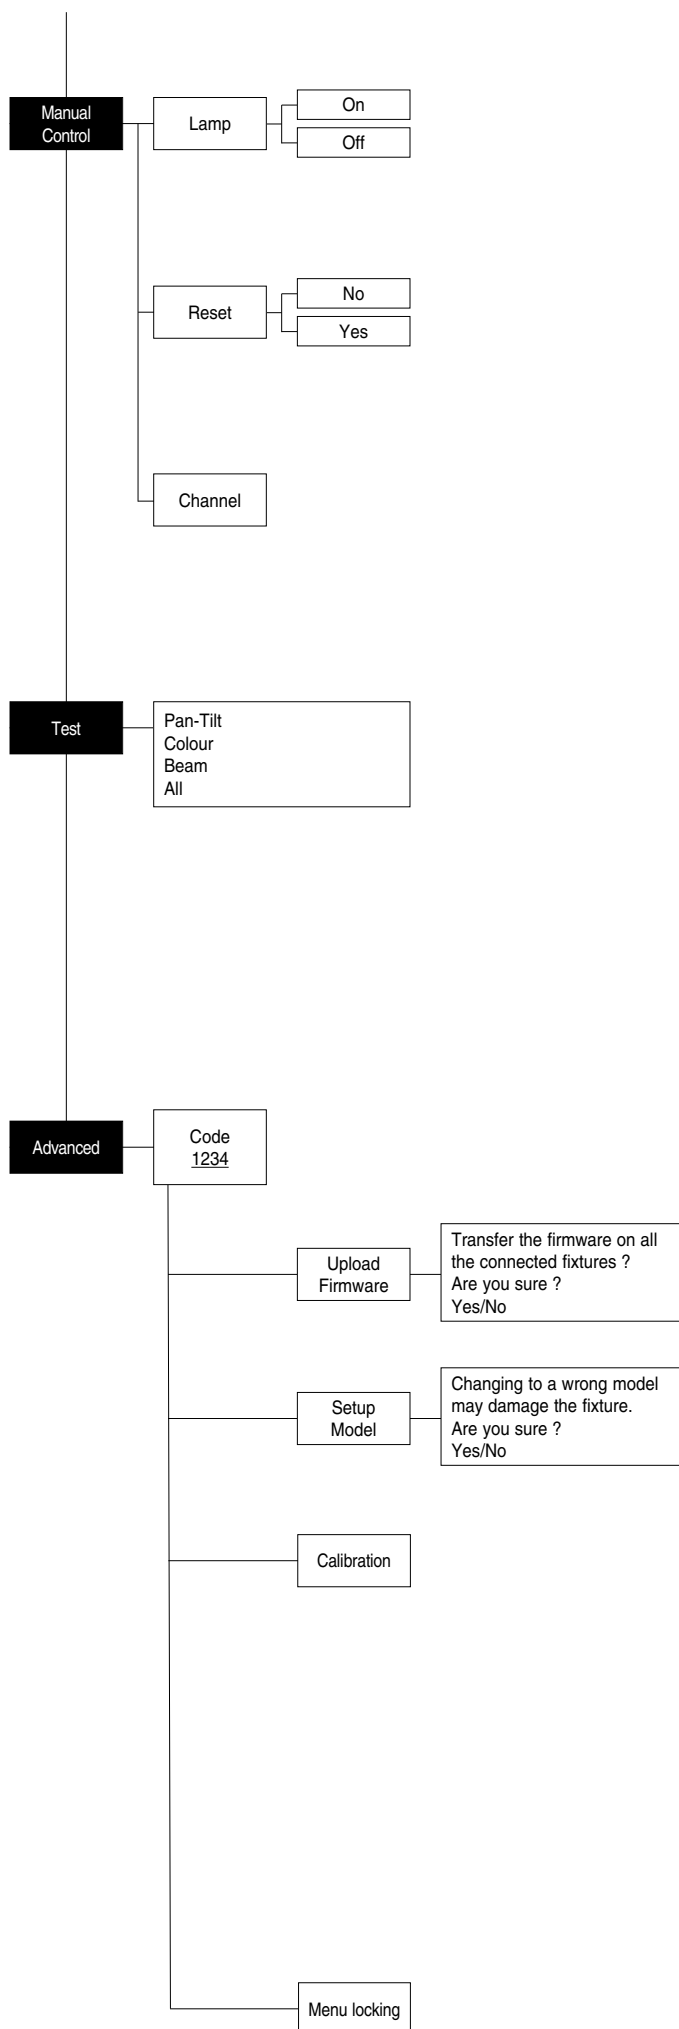 Manual
Control
Lamp
On
Off
Reset
No
Yes
Channel
Test
Pan-Tilt
Colour
Beam
All
Advanced
Code
1234
Upload
Firmware
Transfer the firmware on all
the connected fixtures ?
Are you sure ?
Yes/No
Setup
Model
Changing to a wrong model
may damage the fixture.
Are you sure ?
Yes/No
Calibration
Menu locking